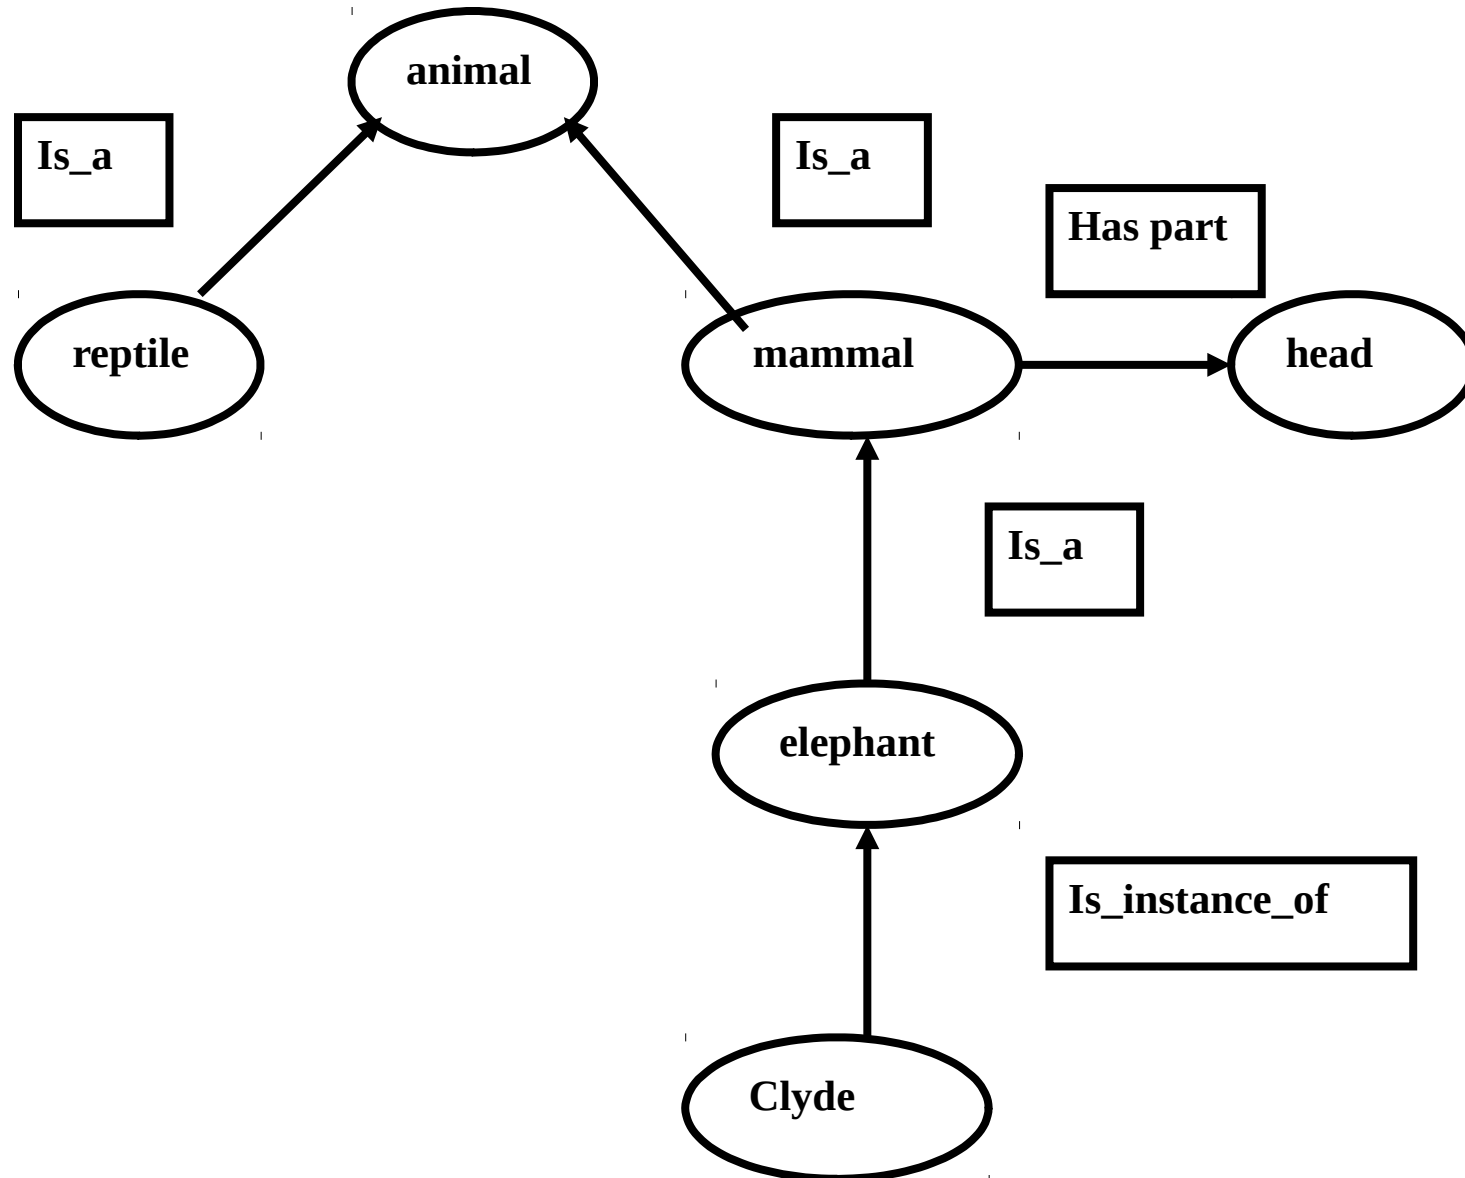 animal
Is_a
Is_a
Has part
reptile
mammal
head
Is_a
elephant
Is_instance_of
Clyde